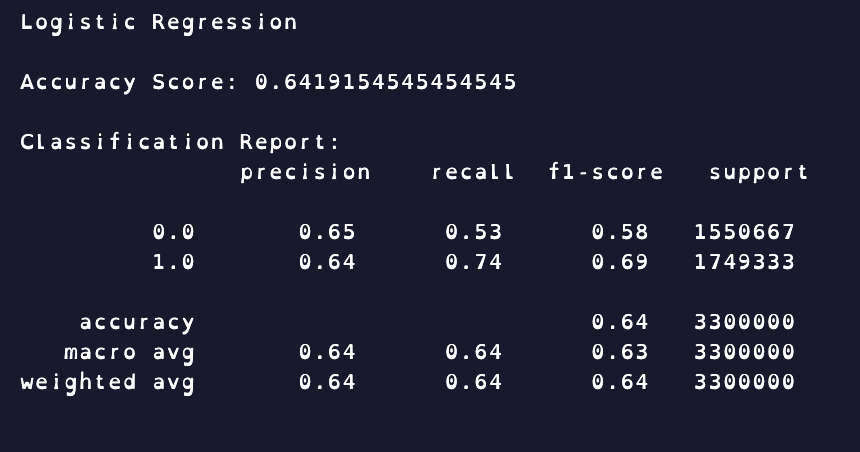 Logistic Regression
Accuracy Score: 0.6419154545454545
Classification Report:
precision recall f1-score support
0.0 0.65 0.53 0.58 1550667
1.0 0.64 0.74 0.69 1749333
accuracy 0.64 3300000
macro avg 0.64 0.64 0.63 3300000
weighted avg 0.64 0.64 0.64 3300000